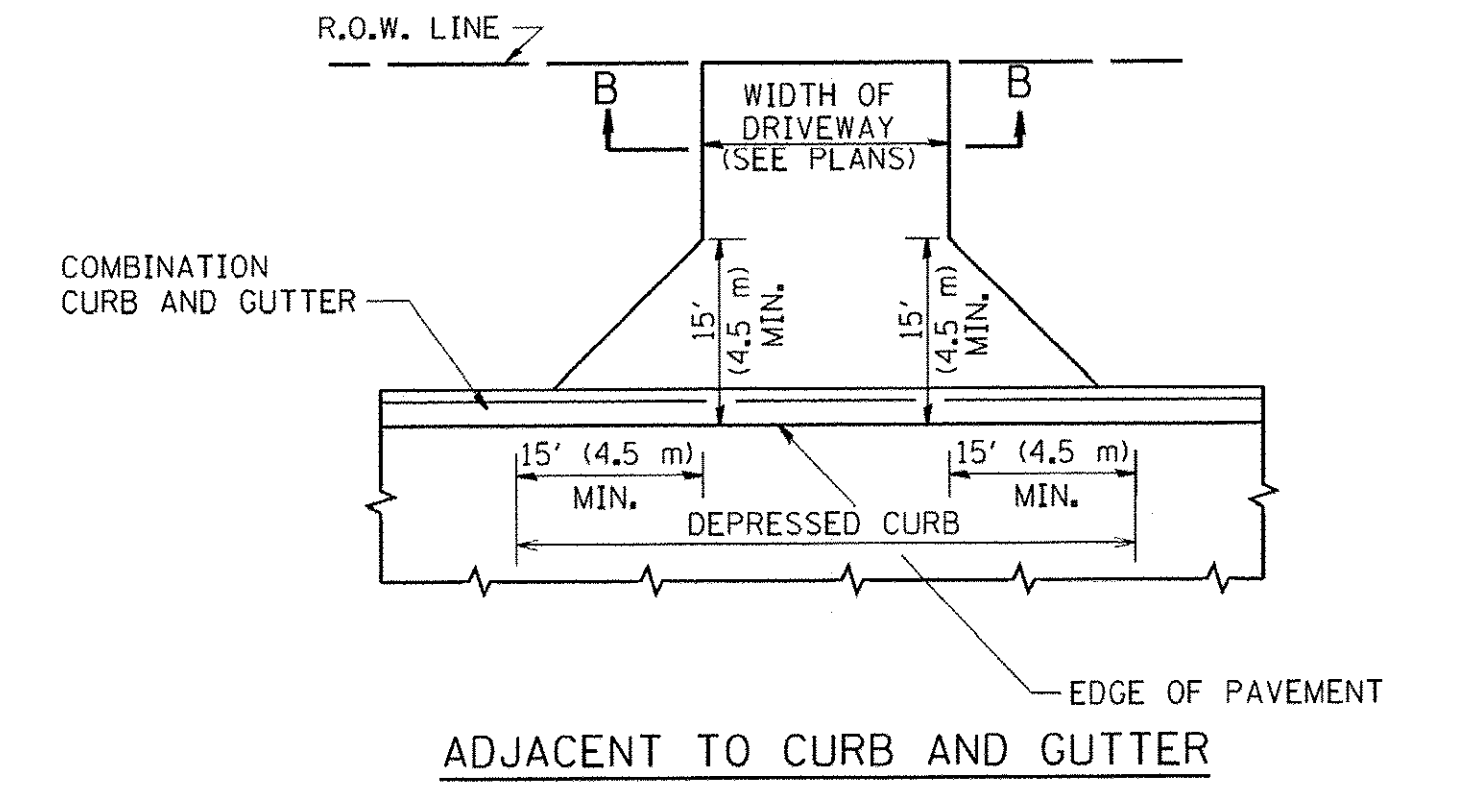 R.O.W. LINE
B
B
WIDTH OF
DRIVEWAY
(SEE PLANS)
COMBINATION
CURB AND GUTTER
15'
(4.5 m)
MIN.
15'
(4.5 m)
MIN.
15' (4.5 m)
MIN.
15' (4.5 m)
MIN.
DEPRESSED CURB
EDGE OF PAVEMENT
ADJACENT TO CURB AND GUTTER